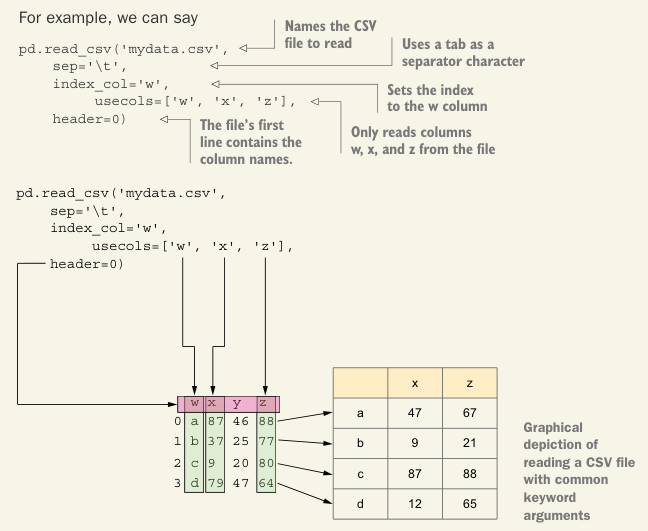 For example, we can say
pd.read_csv('mydata.csv',
Names the CSV
file to read
sep='\t',
Uses a tab as a
separator character
index_col='w',
Sets the index
to the w column
usecols=['w', 'x', 'z'],
Only reads columns
w, x, and z from the file
header=0)
The file's first
line contains the
column names.
pd.read_csv('mydata.csv',
sep='\t',
index_col='w',
usecols=['w', 'x', 'z'],
header=0)
w x y z
0 a 87 46 88
1 b 37 25 77
2 c 9 20 80
3 d 79 47 64
x z
a 47 67
b 9 21
c 87 88
d 12 65
Graphical
depiction of
reading a CSV file
with common
keyword
arguments